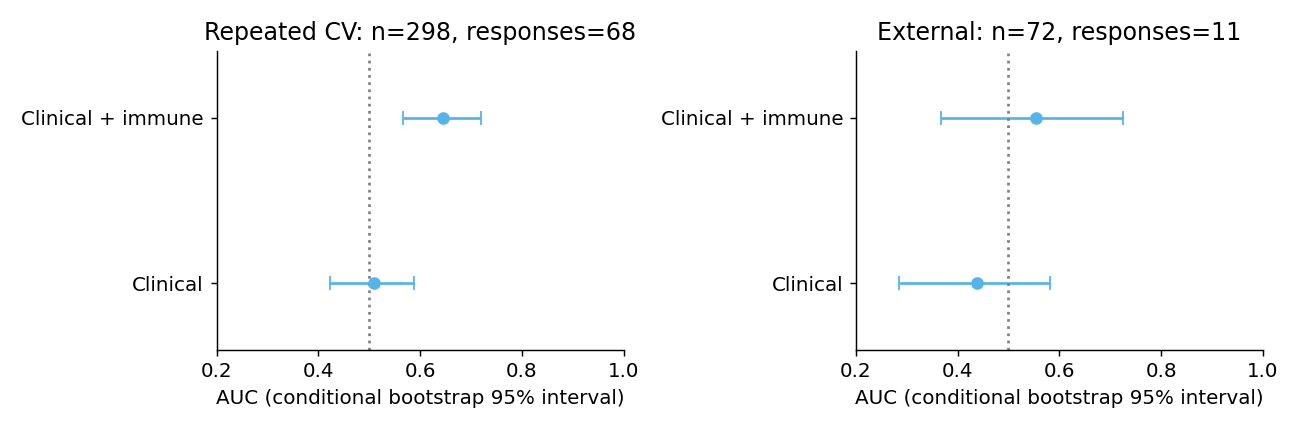 Repeated CV: n=298, responses=68
Clinical + immune
Clinical
0.2 0.4 0.6 0.8 1.0
AUC (conditional bootstrap 95% interval)
External: n=72, responses=11
Clinical + immune
Clinical
0.2 0.4 0.6 0.8 1.0
AUC (conditional bootstrap 95% interval)